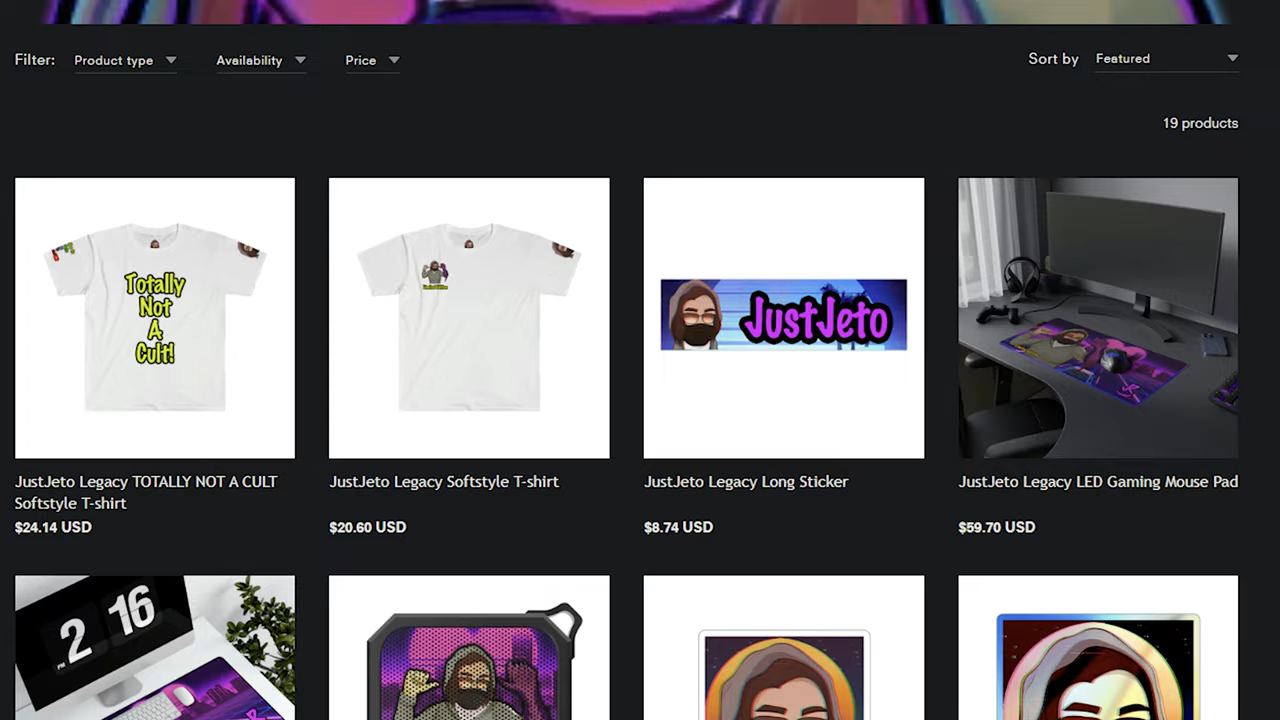 Filter: Product type Availability Price Sort by Featured
19 products
Totally
Not
A
Cult!
JustJeto
JustJeto Legacy TOTALLY NOT A CULT
Softstyle T-shirt
$24.14 USD
JustJeto Legacy Softstyle T-shirt
$20.60 USD
JustJeto Legacy Long Sticker
$8.74 USD
JustJeto Legacy LED Gaming Mouse Pad
$59.70 USD
2 16
PM